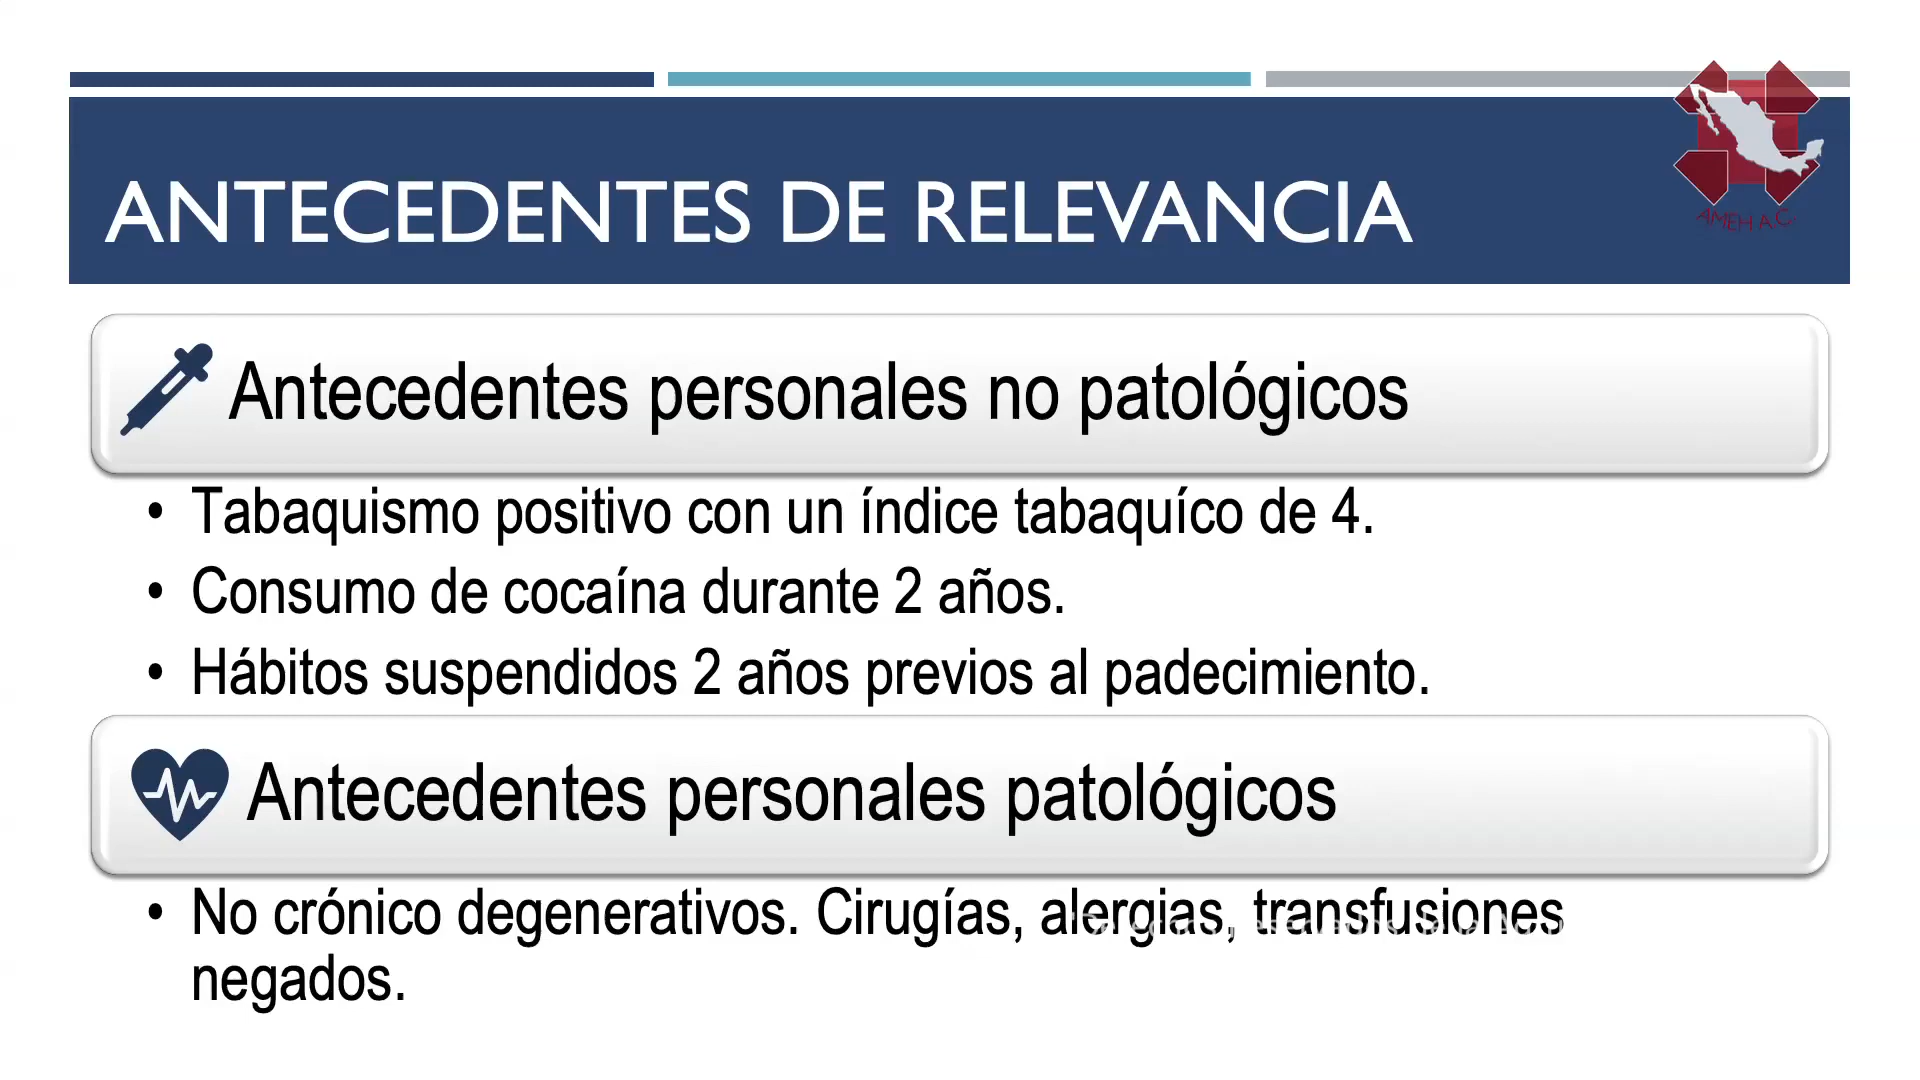 AMEH A.C.
ANTECEDENTES DE RELEVANCIA
Antecedentes personales no patológicos
• Tabaquismo positivo con un índice tabaquíco de 4.
• Consumo de cocaína durante 2 años.
• Hábitos suspendidos 2 años previos al padecimiento.
Antecedentes personales patológicos
• No crónico degenerativos. Cirugías, alergias, transfusiones
negados.